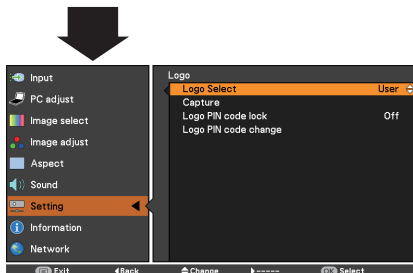 Input
PC adjust
Image select
Image adjust
Aspect
Sound
Setting
Information
Network
Logo
Logo Select User
Capture
Logo PIN code lock Off
Logo PIN code change
Exit Back Change ----- OK Select